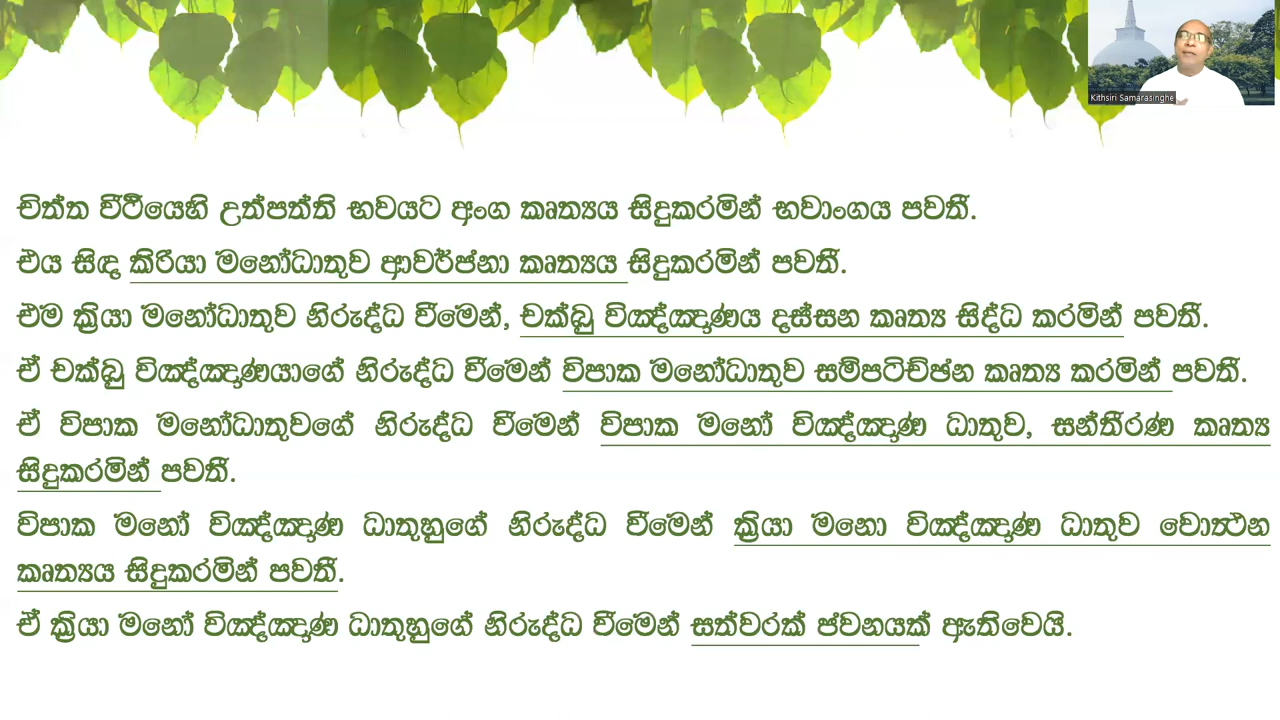 Kithsiri Samarasinghe
චිත්ත වීථියෙහි උත්පත්ති භවයට අංග කෘත්‍යය සිදුකරමින් භවාංගය පවතී.
එය සිඳ කිරියා මනෝධාතුව ආවර්ජනා කෘත්‍යය සිදුකරමින් පවතී.
එම ක්‍රියා මනෝධාතුව නිරුද්ධ වීමෙන්, චක්බු විඤ්ඤාණය දස්සන කෘත්‍ය සිද්ධ කරමින් පවතී.
ඒ චක්බු විඤ්ඤාණයාගේ නිරුද්ධ වීමෙන් විපාක මනෝධාතුව සම්පටිච්ඡන කෘත්‍ය කරමින් පවතී.
ඒ විපාක මනෝධාතුවගේ නිරුද්ධ වීමෙන් විපාක මනෝ විඤ්ඤාණ ධාතුව, සන්තීරණ කෘත්‍ය
සිදුකරමින් පවතී.
විපාක මනෝ විඤ්ඤාණ ධාතුහුගේ නිරුද්ධ වීමෙන් ක්‍රියා මනො විඤ්ඤාණ ධාතුව වොත්‍ථන
කෘත්‍යය සිදුකරමින් පවතී.
ඒ ක්‍රියා මනෝ විඤ්ඤාණ ධාතුහුගේ නිරුද්ධ වීමෙන් සත්වරක් ජවනයක් ඇතිවෙයි.